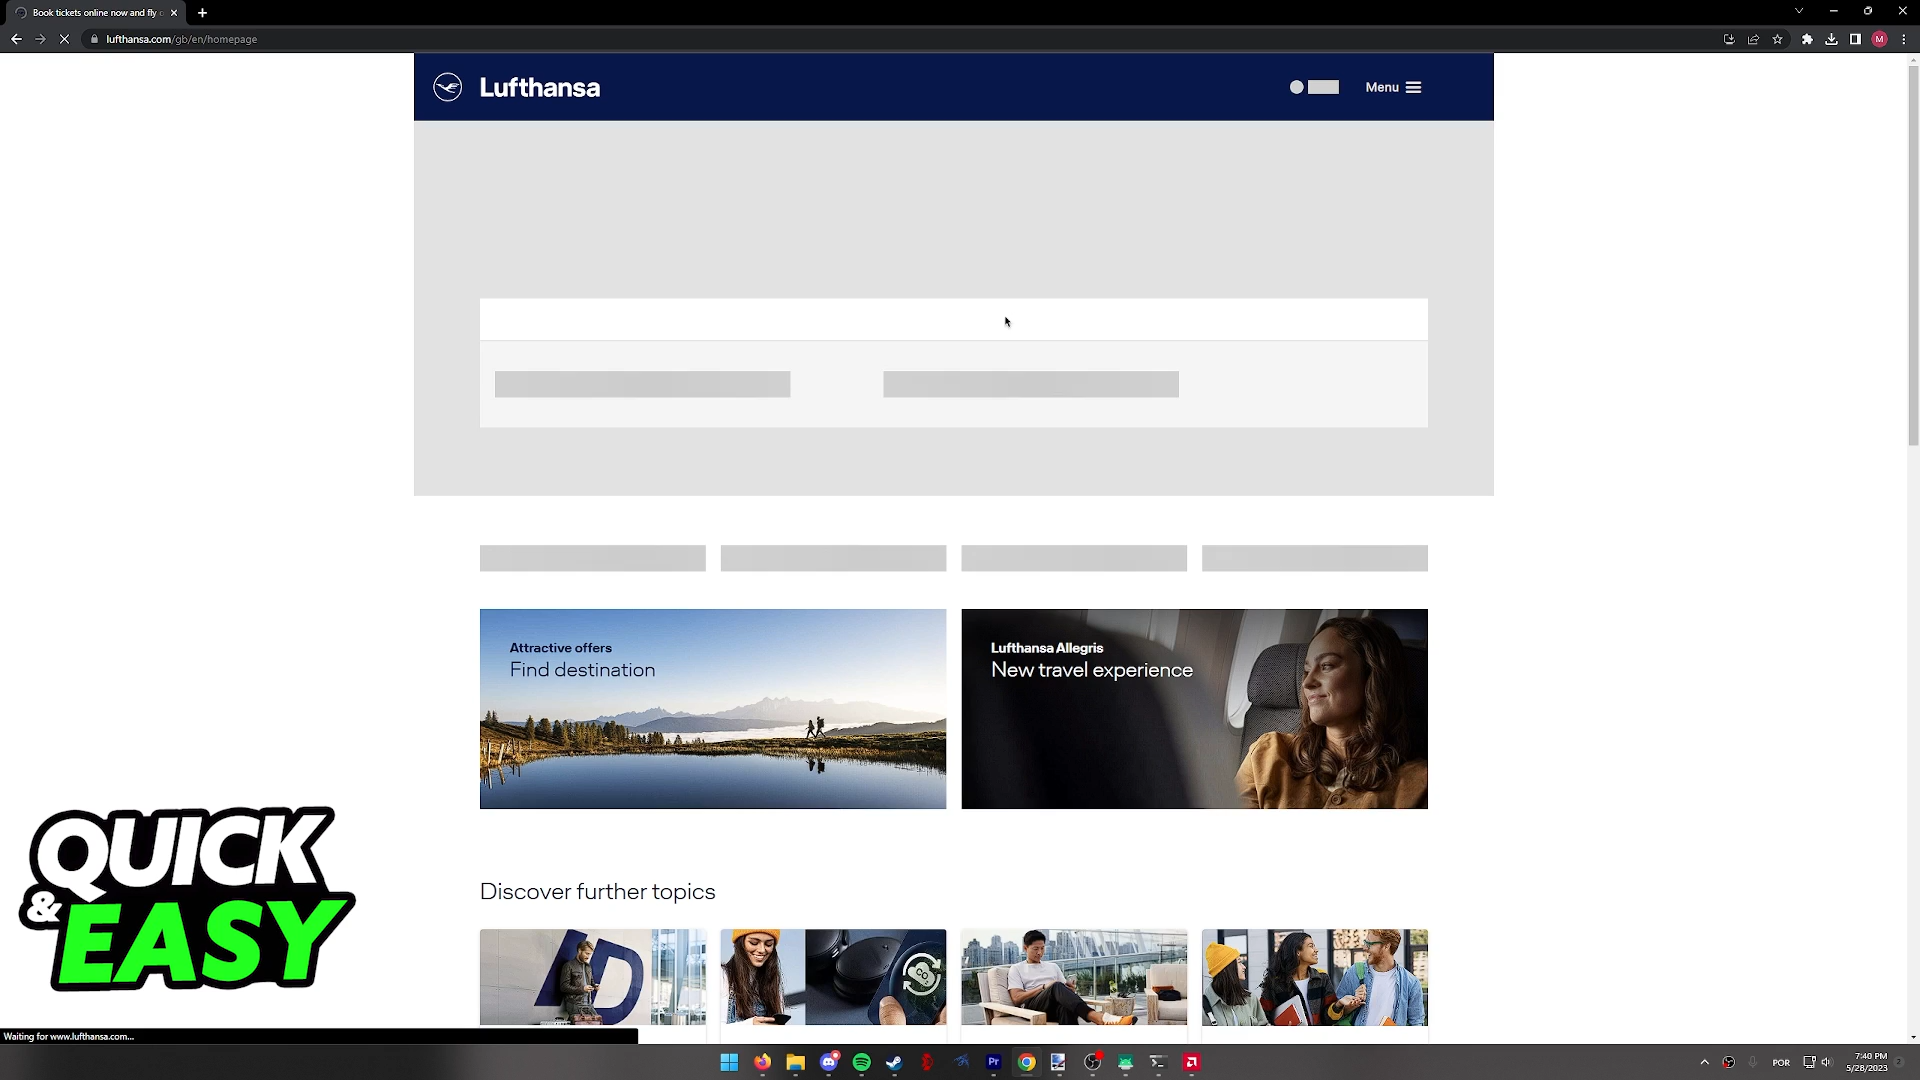 Book tickets online now and fly
lufthansa.com/gb/en/homepage
M
Lufthansa
Menu
Attractive offers
Find destination
Lufthansa Allegris
New travel experience
Discover further topics
QUICK
& EASY
Waiting for www.lufthansa.com...
Pr
POR
7:40 PM
5/28/2023